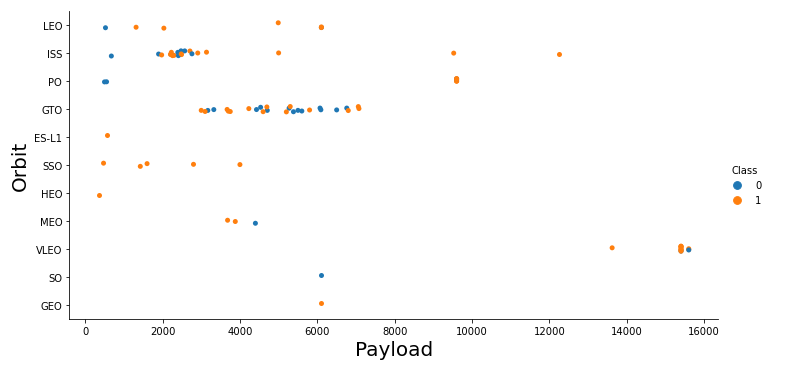 LEO
ISS
PO
GTO
ES-L1
SSO
HEO
MEO
VLEO
SO
GEO
Orbit
0 2000 4000 6000 8000 10000 12000 14000 16000
Payload
Class
0
1